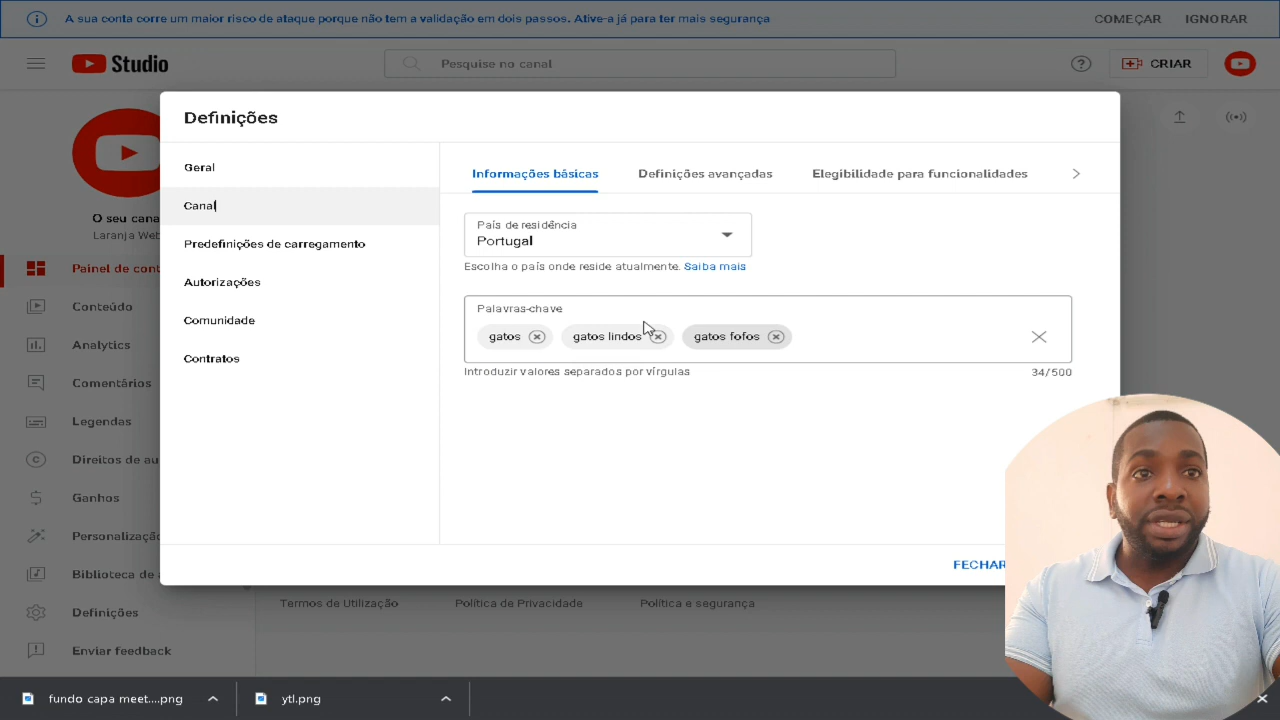 A sua conta corre um maior risco de ataque porque não tem a validação em dois passos. Ative-a já para ter mais segurança
COMEÇAR
IGNORAR
Studio
Pesquise no canal
CRIAR
Definições
Geral
Canal
Predefinições de carregamento
Autorizações
Comunidade
Contratos
Informações básicas
Definições avançadas
Elegibilidade para funcionalidades
País de residência
Portugal
Escolha o país onde reside atualmente. Saiba mais
Palavras-chave
gatos
gatos lindos
gatos fofos
Introduzir valores separados por vírgulas
34/500
FECHAR
O seu cana
Laranja Web
Painel de cont
Conteúdo
Analytics
Comentários
Legendas
Direitos de au
Ganhos
Personalização
Biblioteca de a
Definições
Enviar feedback
Termos de Utilização
Política de Privacidade
Política e segurança
fundo capa meet....png
ytl.png